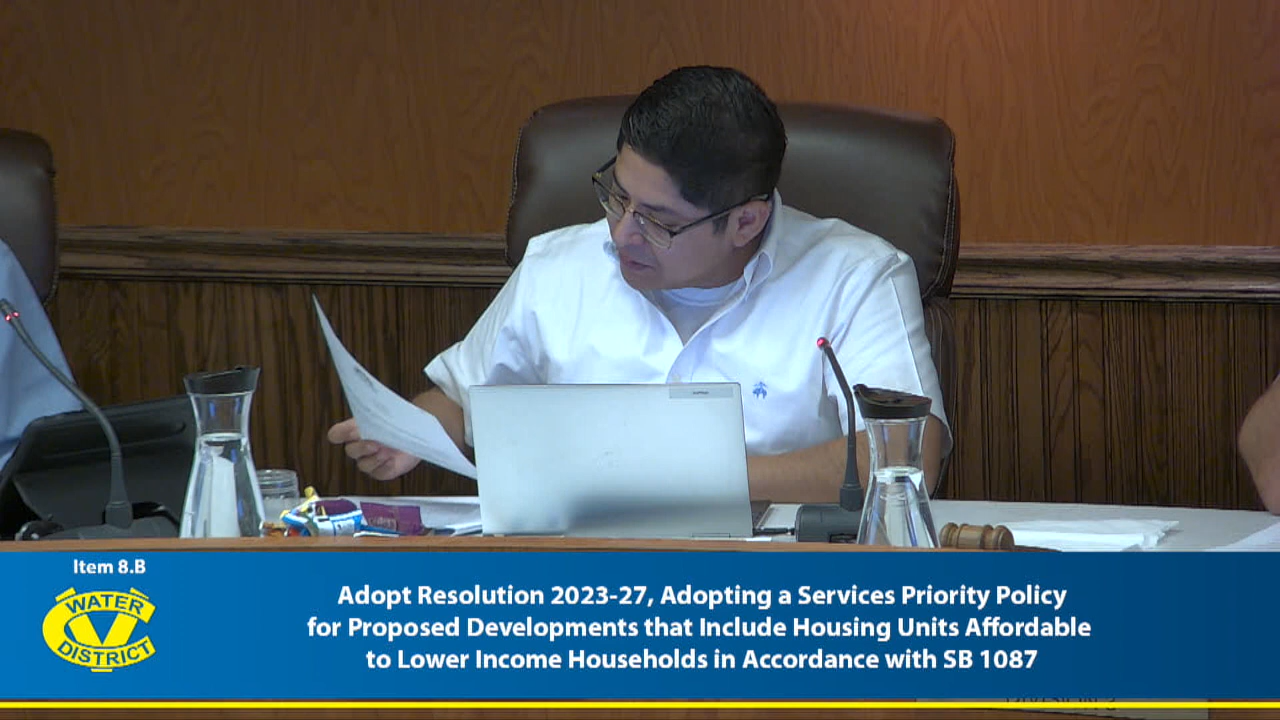 Item 8.B
CV
WATER
DISTRICT
Adopt Resolution 2023-27, Adopting a Services Priority Policy
for Proposed Developments that Include Housing Units Affordable
to Lower Income Households in Accordance with SB 1087